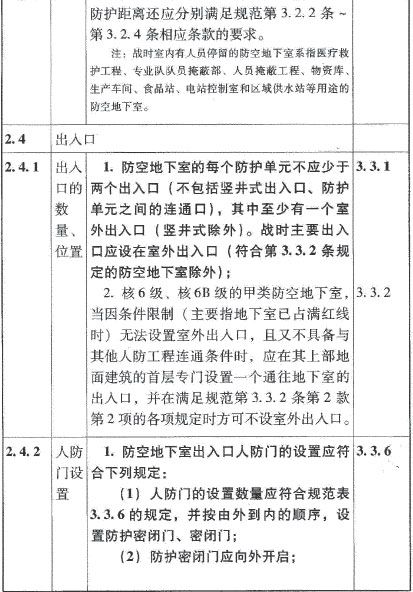 防护距离还应分别满足规范第3.2.2条~
第3.2.4条相应条款的要求。
注：战时室内有人员停留的防空地下室系指医疗救
护工程、专业队队员掩蔽部、人员掩蔽工程、物资库、
生产车间、食品站、电站控制室和区域供水站等用途的
防空地下室。
2.4 出入口
2.4.1
出入
口的
数
量、
位置
1. 防空地下室的每个防护单元不应少于
两个出入口（不包括竖井式出入口、防护
单元之间的连通口），其中至少有一个室
外出入口（竖井式除外）。战时主要出入
口应设在室外出入口（符合第3.3.2条规
定的防空地下室除外）；
3.3.1
2. 核6级、核6B级的甲类防空地下室，
当因条件限制（主要指地下室已占满红线
时）无法设置室外出入口，且又不具备与
其他人防工程连通条件时，应在其上部地
面建筑的首层专门设置一个通往地下室的
出入口，并在满足规范第3.3.2条第2款
第2项的各项规定时方可不设室外出入口。
3.3.2
2.4.2
人防
门设
置
1. 防空地下室出入口人防门的设置应符
合下列规定：
（1）人防门的设置数量应符合规范表
3.3.6的规定，并按由外到内的顺序，设
置防护密闭门、密闭门；
（2）防护密闭门应向外开启；
3.3.6